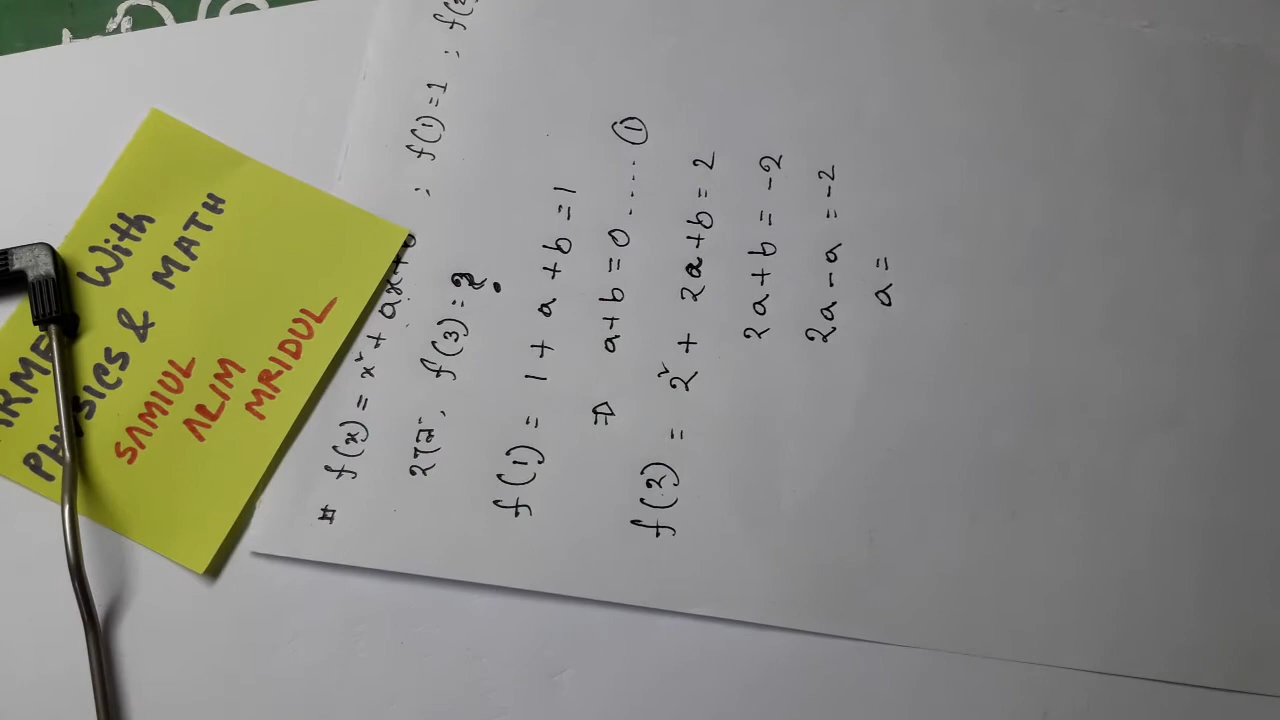 With
PHYSICS & MATH
SAMIUL
ALIM
MRIDUL
# f(x) = x² + ax + b : f(1) = 1 : f(2
হলে, f(3) = ?
f(1) = 1 + a + b = 1
⇒ a + b = 0 ..... ①
f(2) = 2² + 2a + b = 2
2a + b = -2
2a - a = -2
a =